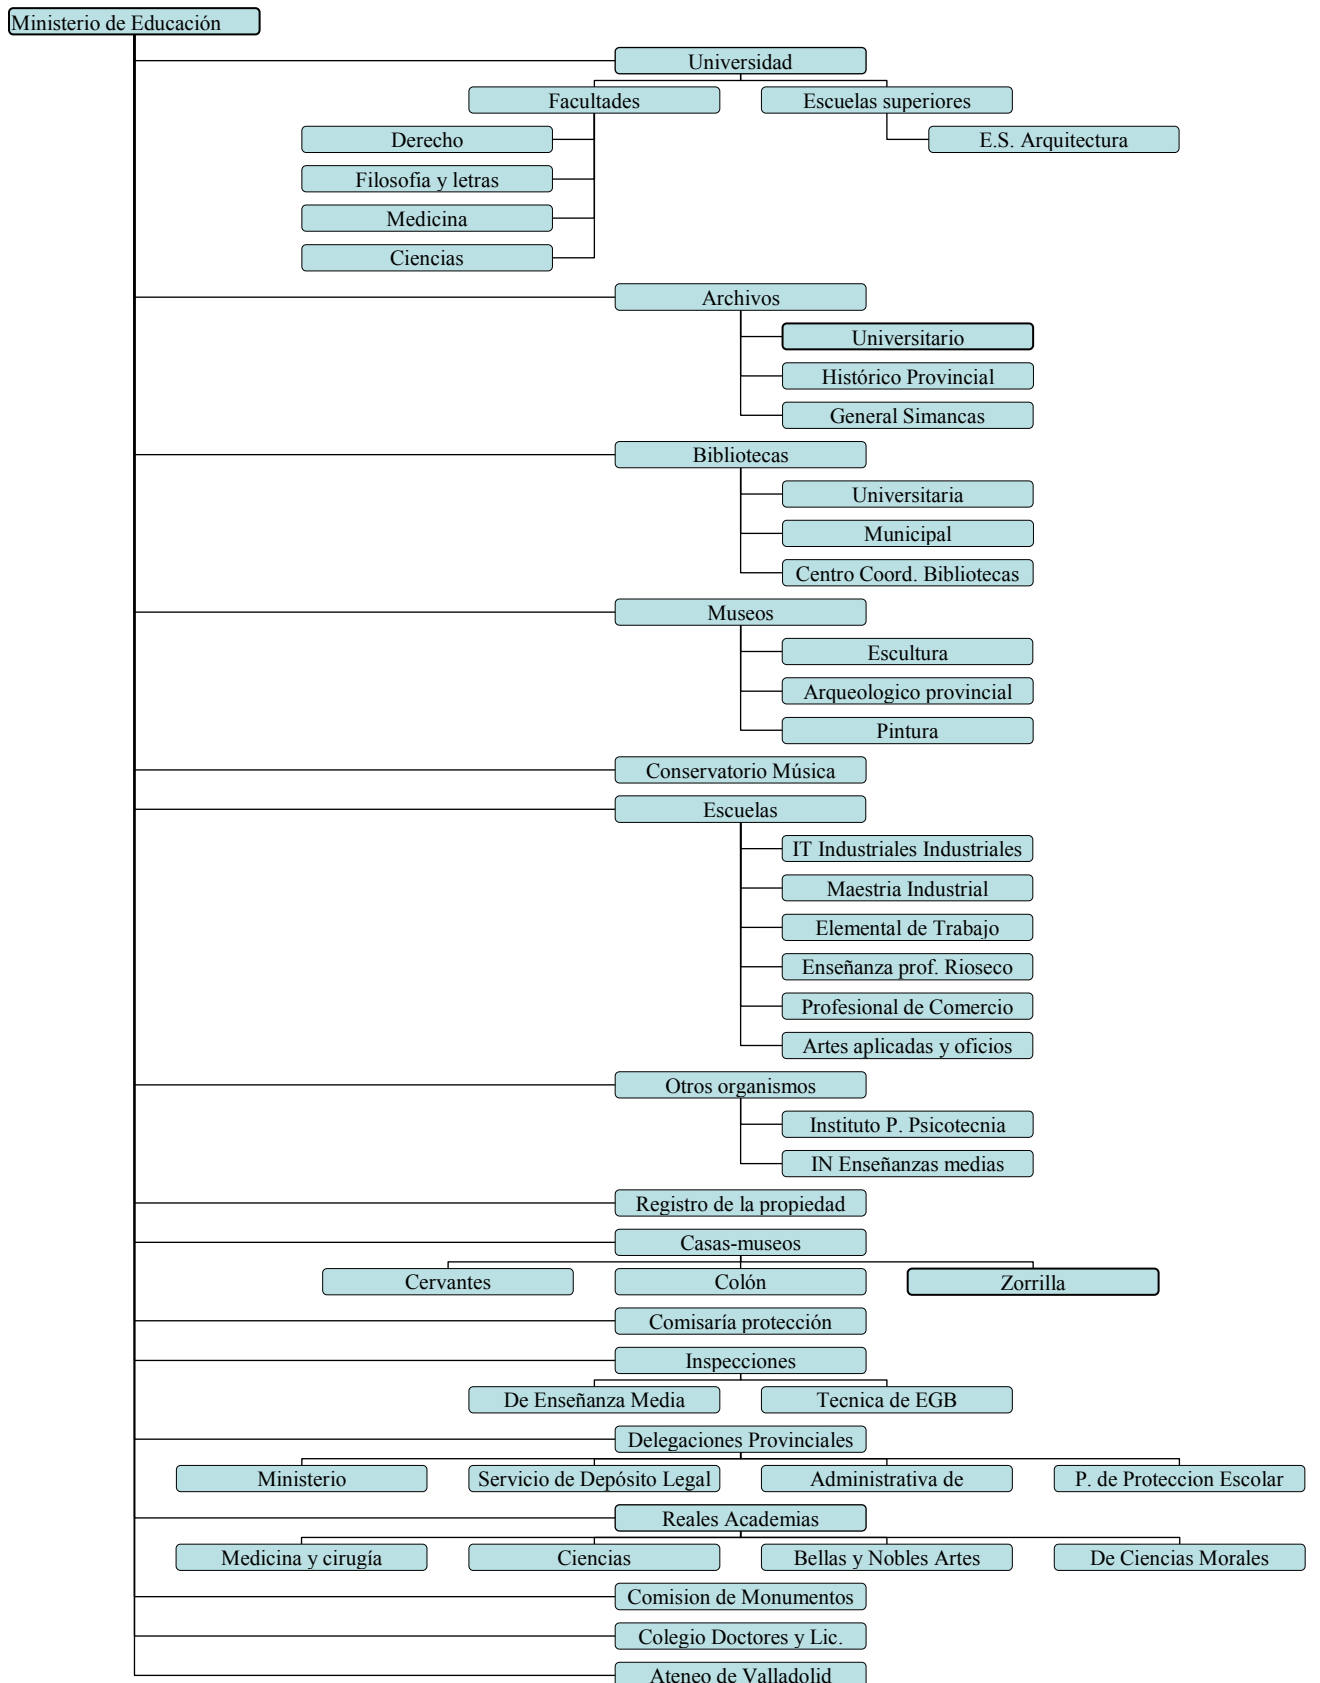 Ministerio de Educación
Universidad
Facultades
Escuelas superiores
Derecho
E.S. Arquitectura
Filosofia y letras
Medicina
Ciencias
Archivos
Universitario
Histórico Provincial
General Simancas
Bibliotecas
Universitaria
Municipal
Centro Coord. Bibliotecas
Museos
Escultura
Arqueologico provincial
Pintura
Conservatorio Música
Escuelas
IT Industriales Industriales
Maestria Industrial
Elemental de Trabajo
Enseñanza prof. Rioseco
Profesional de Comercio
Artes aplicadas y oficios
Otros organismos
Instituto P. Psicotecnia
IN Enseñanzas medias
Registro de la propiedad
Casas-museos
Cervantes
Colón
Zorrilla
Comisaría protección
Inspecciones
De Enseñanza Media
Tecnica de EGB
Delegaciones Provinciales
Ministerio
Servicio de Depósito Legal
Administrativa de
P. de Proteccion Escolar
Reales Academias
Medicina y cirugía
Ciencias
Bellas y Nobles Artes
De Ciencias Morales
Comision de Monumentos
Colegio Doctores y Lic.
Ateneo de Valladolid